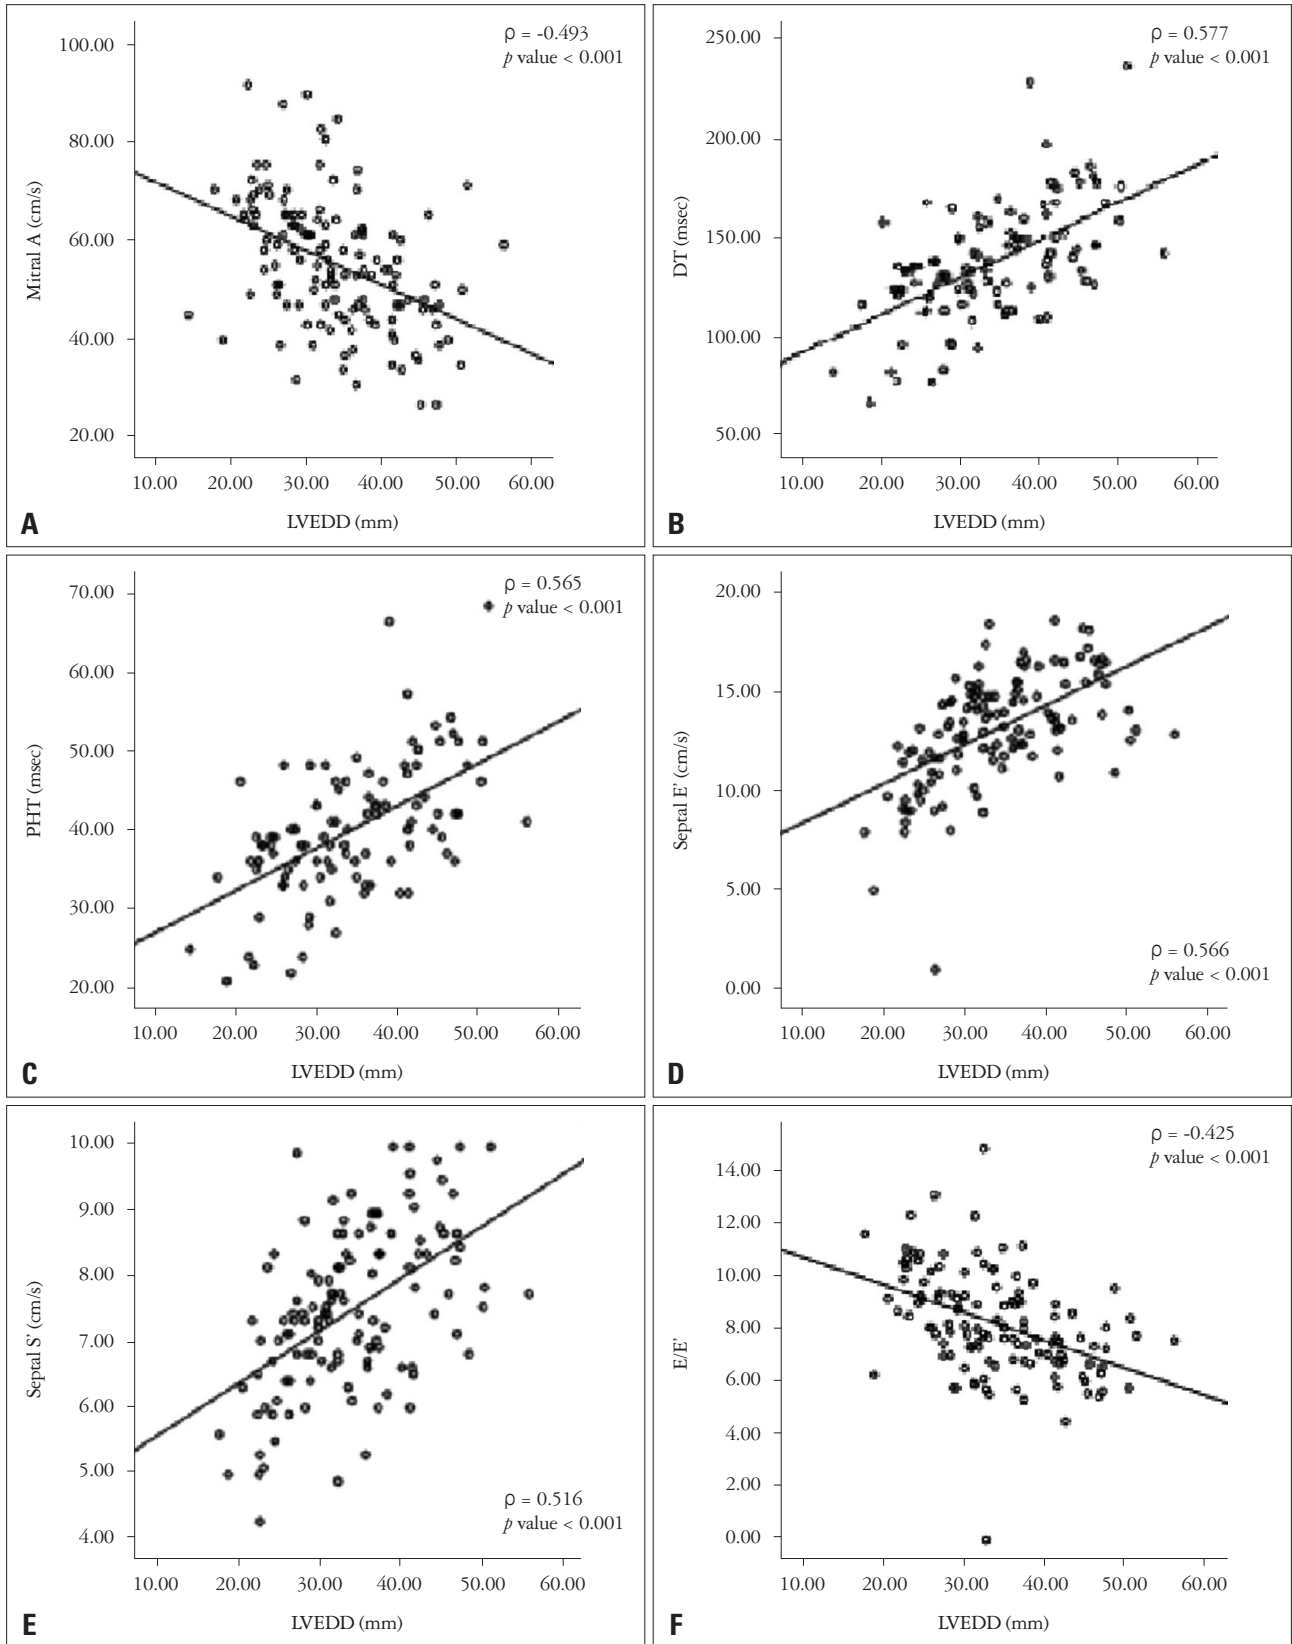 ρ = -0.493
p value < 0.001
100.00
80.00
60.00
40.00
20.00
Mitral A (cm/s)
10.00 20.00 30.00 40.00 50.00 60.00
LVEDD (mm)
A
ρ = 0.577
p value < 0.001
250.00
200.00
150.00
100.00
50.00
DT (msec)
10.00 20.00 30.00 40.00 50.00 60.00
LVEDD (mm)
B
ρ = 0.565
p value < 0.001
70.00
60.00
50.00
40.00
30.00
20.00
PHT (msec)
10.00 20.00 30.00 40.00 50.00 60.00
LVEDD (mm)
C
20.00
15.00
10.00
5.00
0.00
Septal E' (cm/s)
ρ = 0.566
p value < 0.001
10.00 20.00 30.00 40.00 50.00 60.00
LVEDD (mm)
D
10.00
9.00
8.00
7.00
6.00
5.00
4.00
Septal S' (cm/s)
ρ = 0.516
p value < 0.001
10.00 20.00 30.00 40.00 50.00 60.00
LVEDD (mm)
E
ρ = -0.425
p value < 0.001
14.00
12.00
10.00
8.00
6.00
4.00
2.00
0.00
E/E'
10.00 20.00 30.00 40.00 50.00 60.00
LVEDD (mm)
F